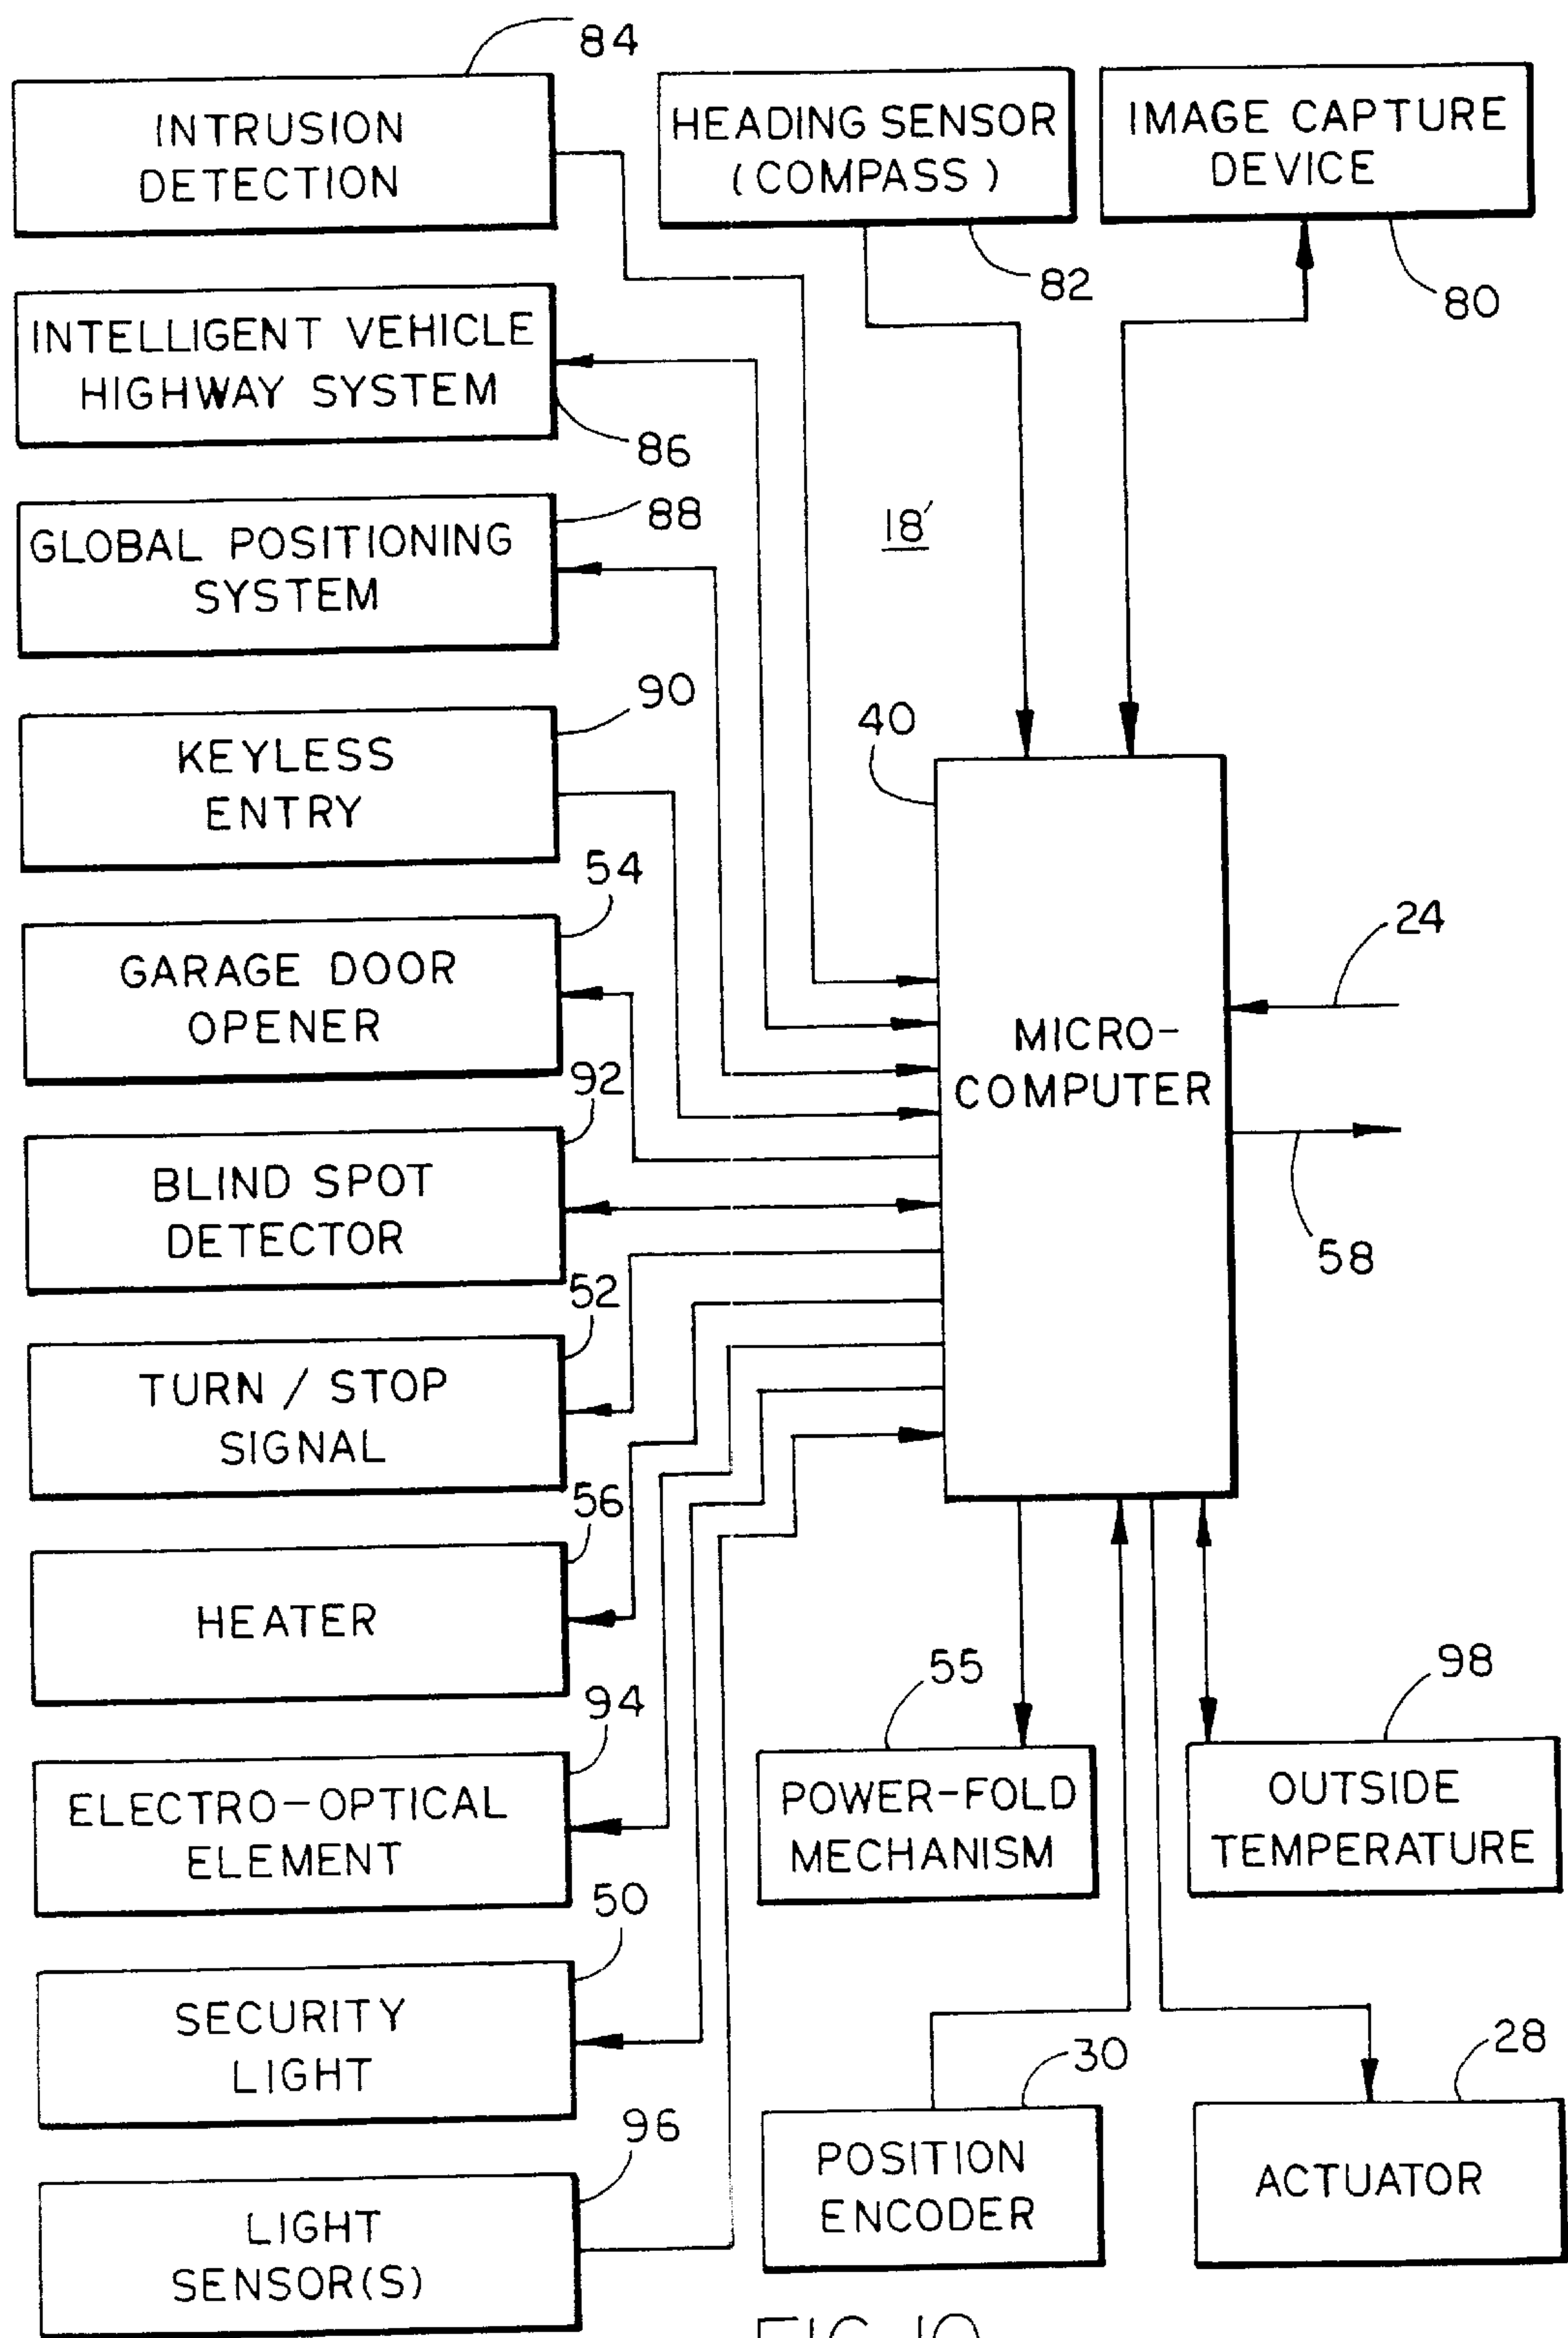 84
INTRUSION
DETECTION
HEADING SENSOR
(COMPASS)
82
IMAGE CAPTURE
DEVICE
80
INTELLIGENT VEHICLE
HIGHWAY SYSTEM
86
18'
GLOBAL POSITIONING
SYSTEM
88
KEYLESS
ENTRY
90
40
MICRO-
COMPUTER
24
58
GARAGE DOOR
OPENER
54
BLIND SPOT
DETECTOR
92
TURN / STOP
SIGNAL
52
HEATER
56
ELECTRO-OPTICAL
ELEMENT
94
55
POWER-FOLD
MECHANISM
98
OUTSIDE
TEMPERATURE
SECURITY
LIGHT
50
LIGHT
SENSOR(S)
96
30
POSITION
ENCODER
28
ACTUATOR
FIG. 10